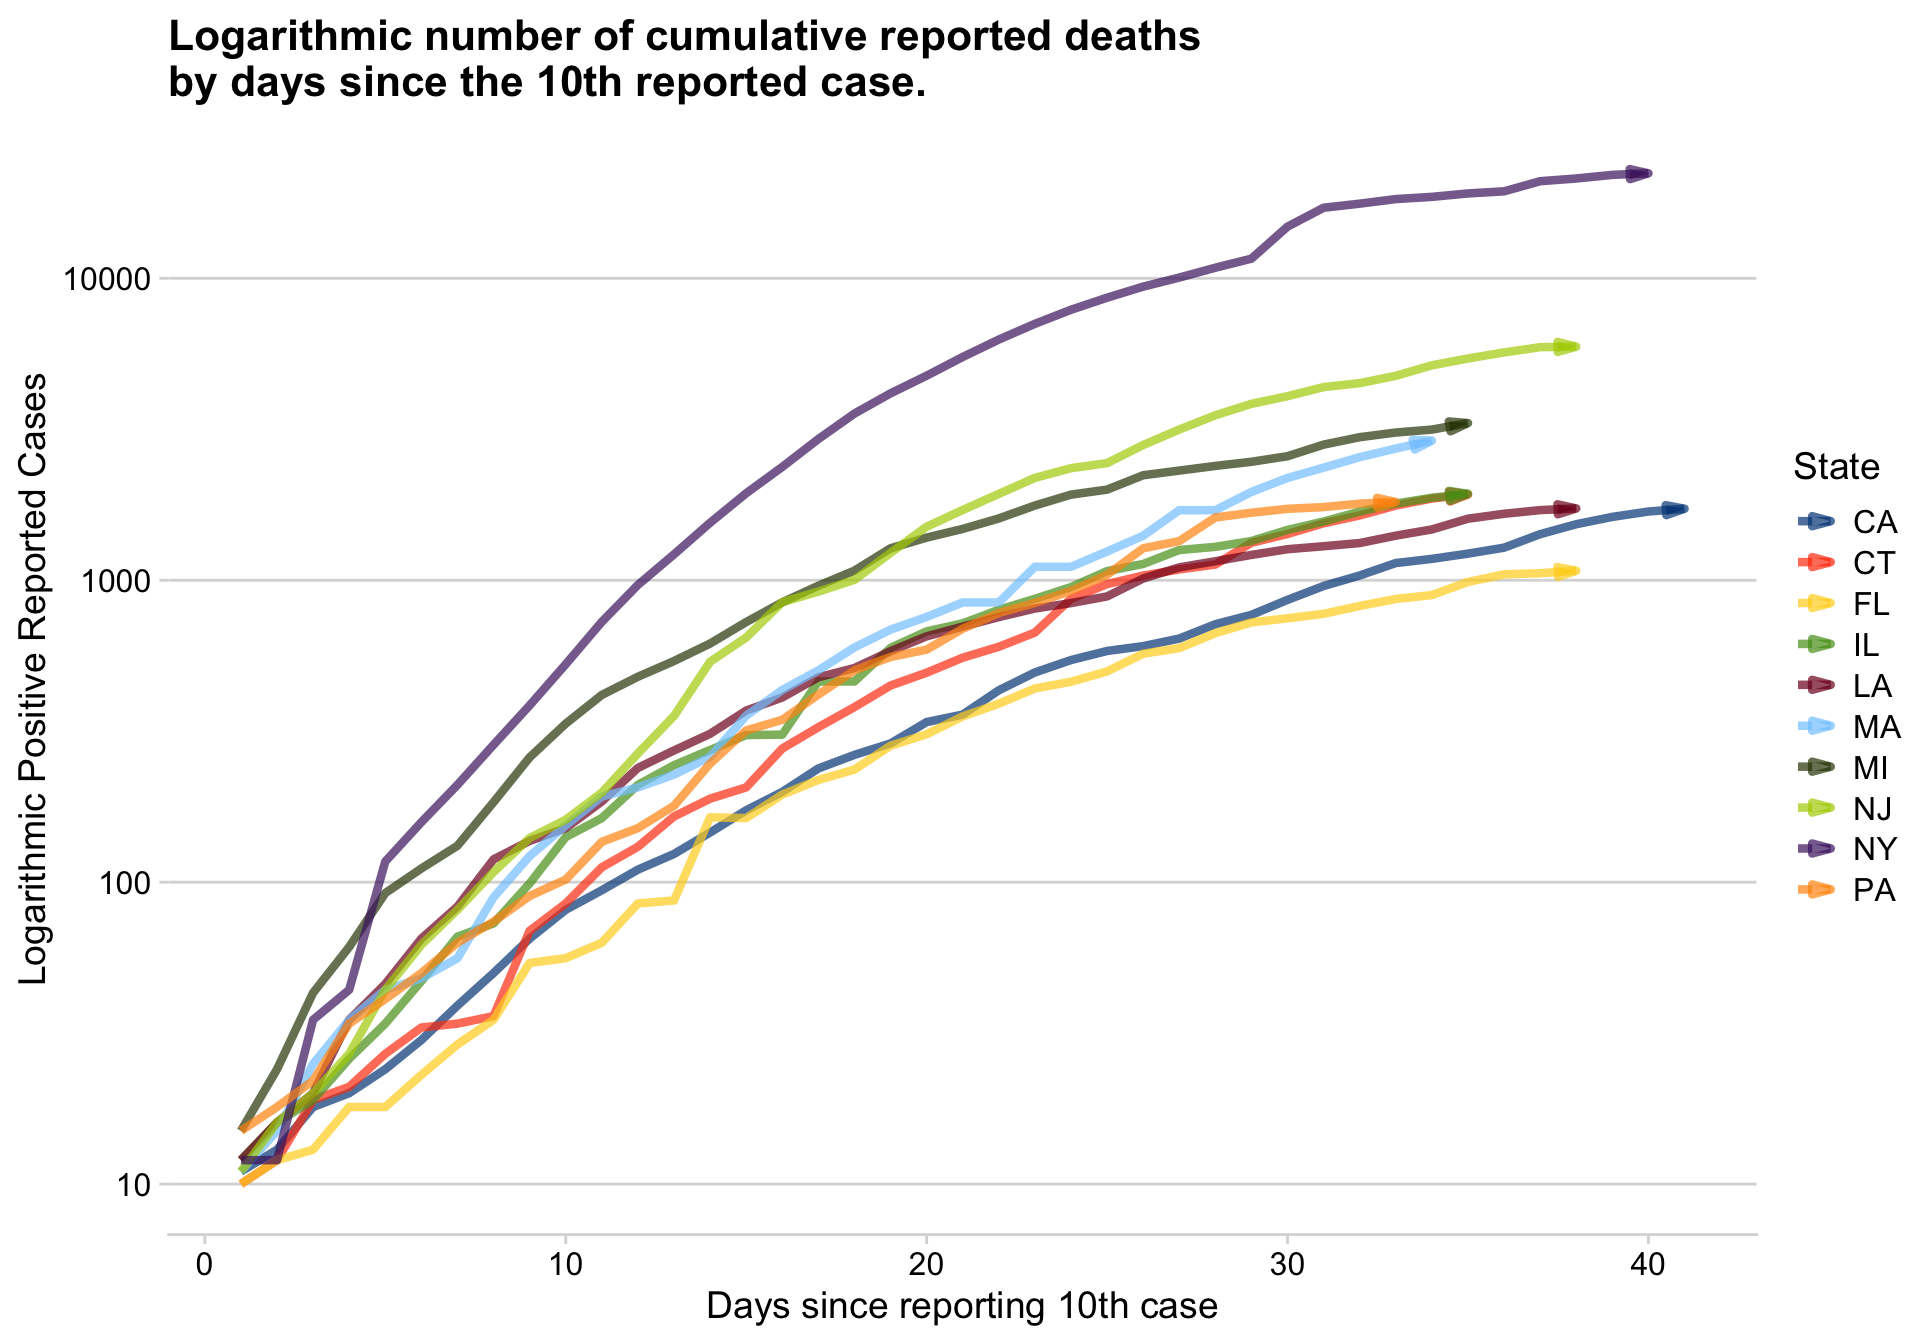 Logarithmic number of cumulative reported deaths
by days since the 10th reported case.
Logarithmic Positive Reported Cases
10000
1000
100
10
0
10
20
30
40
Days since reporting 10th case
State
CA
CT
FL
IL
LA
MA
MI
NJ
NY
PA